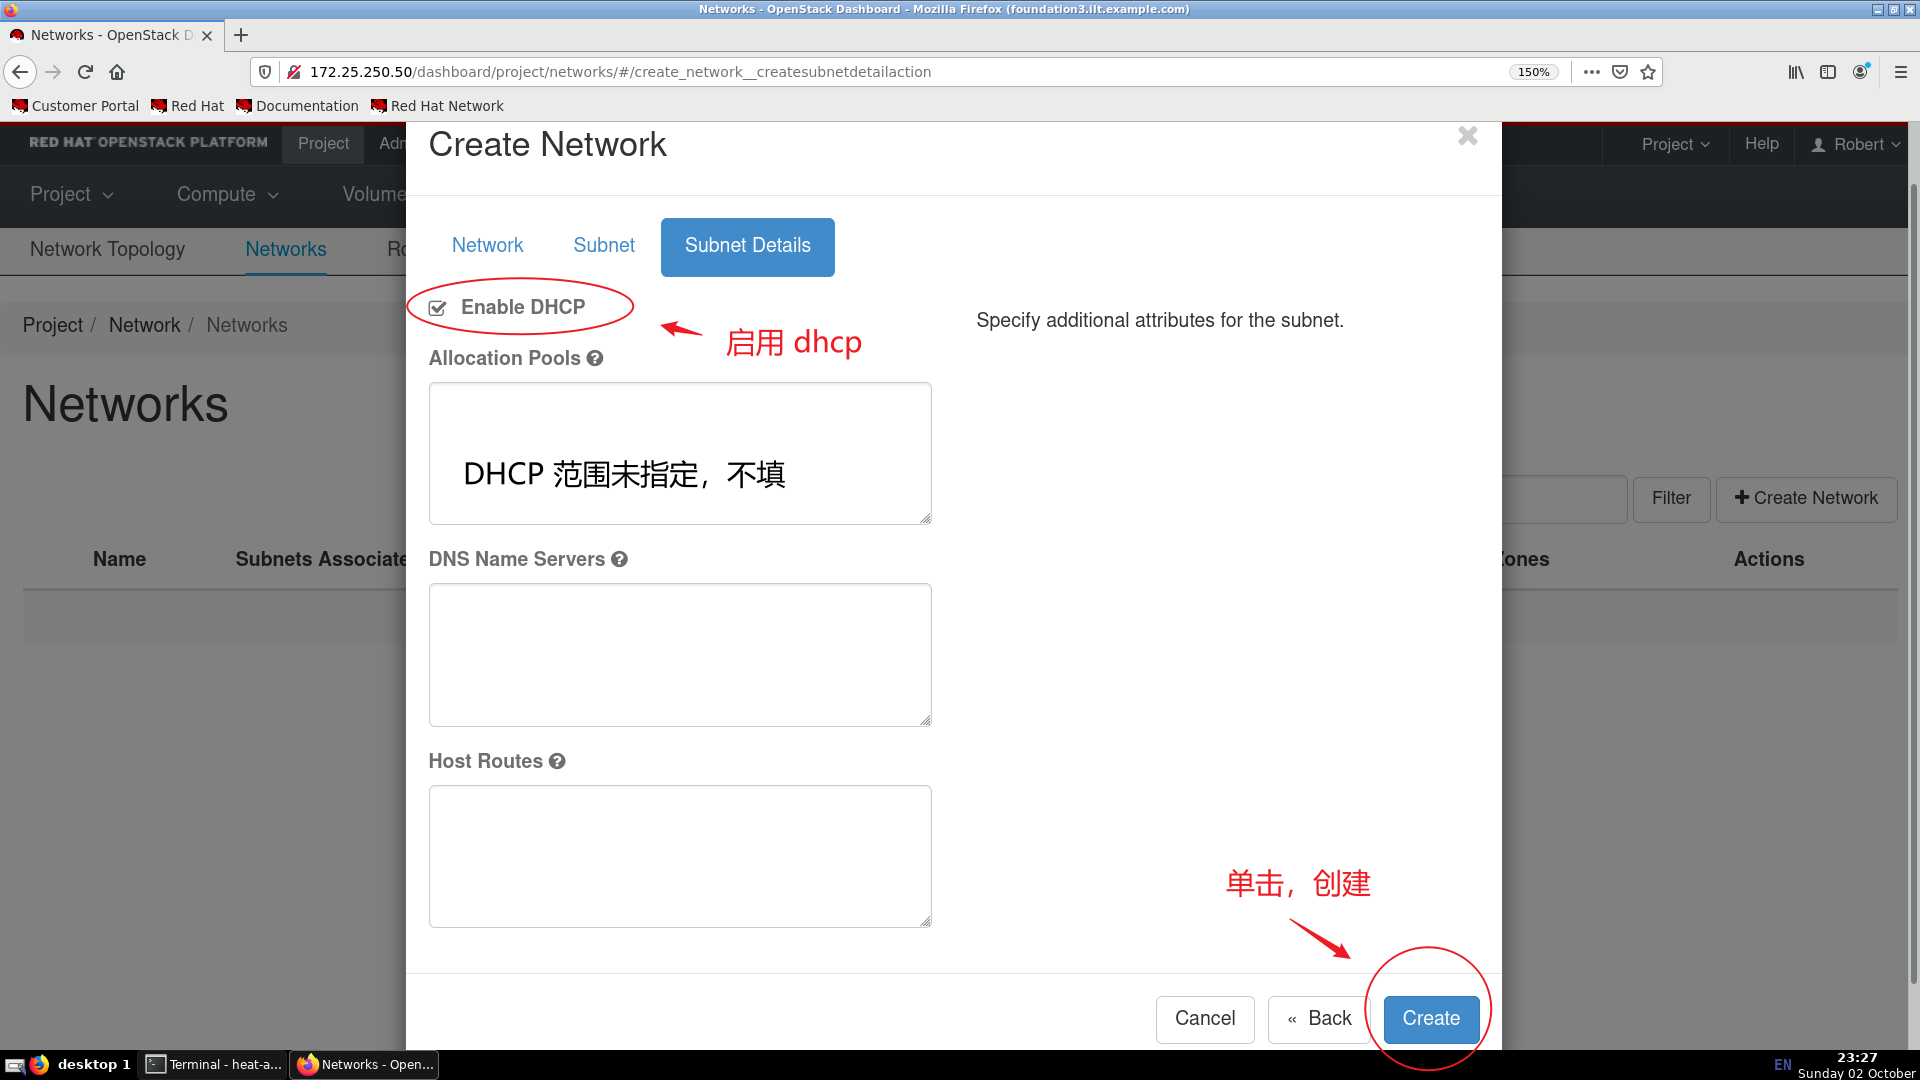 Networks - OpenStack Dashboard - Mozilla Firefox (foundation3.ilt.example.com)
Networks - OpenStack D
172.25.250.50/dashboard/project/networks/#/create_network__createsubnetdetailaction
150%
Customer Portal
Red Hat
Documentation
Red Hat Network
RED HAT OPENSTACK PLATFORM
Project
Adm
Project
Help
Robert
Project
Compute
Volume
Network Topology
Networks
Ro
Project / Network / Networks
Networks
Filter
Create Network
Name
Subnets Associate
Zones
Actions
Create Network
Network
Subnet
Subnet Details
Enable DHCP
启用 dhcp
Specify additional attributes for the subnet.
Allocation Pools
DHCP 范围未指定，不填
DNS Name Servers
Host Routes
单击，创建
Cancel
« Back
Create
desktop 1
Terminal - heat-a...
Networks - Open...
EN
23:27
Sunday 02 October